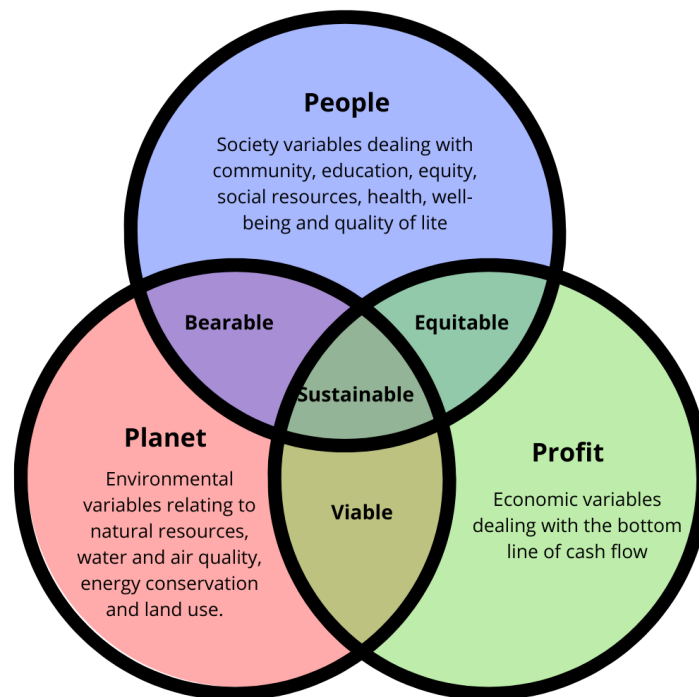 People
Society variables dealing with
community, education, equity,
social resources, health, well-
being and quality of lite
Bearable
Equitable
Sustainable
Planet
Environmental
variables relating to
natural resources,
water and air quality,
energy conservation
and land use.
Viable
Profit
Economic variables
dealing with the bottom
line of cash flow